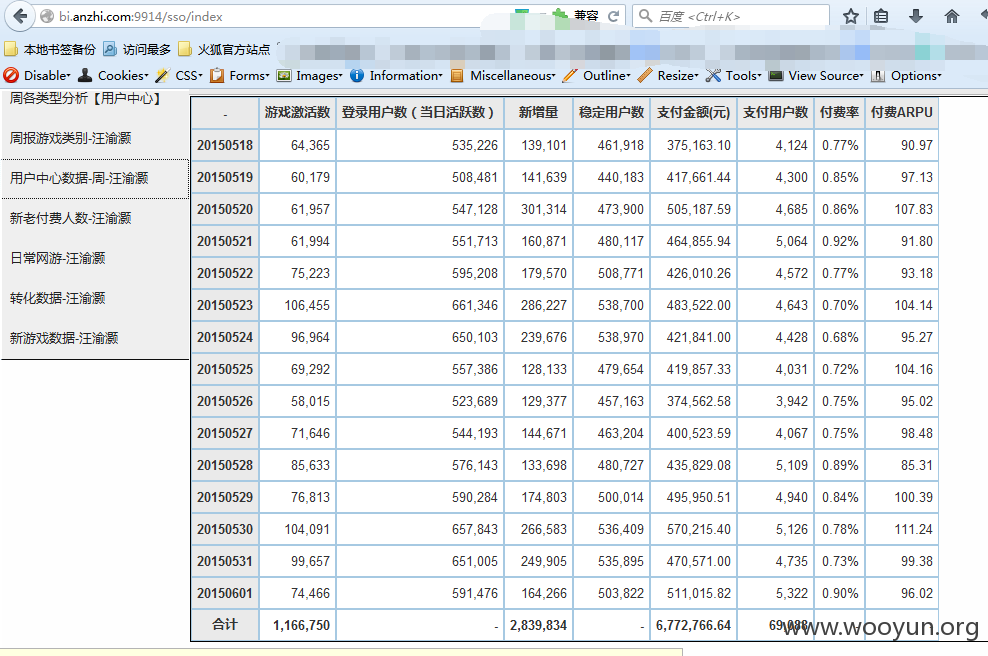 bi.anzhi.com:9914/sso/index 兼容 百度 <Ctrl+K>
本地书签备份 访问最多 火狐官方站点
Disable Cookies CSS Forms Images Information Miscellaneous Outline Resize Tools View Source Options
周各类型分析【用户中心】
周报游戏类别-汪渝灏
用户中心数据-周-汪渝灏
新老付费人数-汪渝灏
日常网游-汪渝灏
转化数据-汪渝灏
新游戏数据-汪渝灏
- 游戏激活数 登录用户数（当日活跃数） 新增量 稳定用户数 支付金额(元) 支付用户数 付费率 付费ARPU
20150518 64,365 535,226 139,101 461,918 375,163.10 4,124 0.77% 90.97
20150519 60,179 508,481 141,639 440,183 417,661.44 4,300 0.85% 97.13
20150520 61,957 547,128 301,314 473,900 505,187.59 4,685 0.86% 107.83
20150521 61,994 551,713 160,871 480,117 464,855.94 5,064 0.92% 91.80
20150522 75,223 595,208 179,570 508,771 426,010.26 4,572 0.77% 93.18
20150523 106,455 661,346 286,227 538,700 483,522.00 4,643 0.70% 104.14
20150524 96,964 650,103 239,676 538,970 421,841.00 4,428 0.68% 95.27
20150525 69,292 557,386 128,133 479,654 419,857.33 4,031 0.72% 104.16
20150526 58,015 523,689 129,377 457,163 374,562.58 3,942 0.75% 95.02
20150527 71,646 544,193 144,671 463,204 400,523.59 4,067 0.75% 98.48
20150528 85,633 576,143 133,698 480,727 435,829.08 5,109 0.89% 85.31
20150529 76,813 590,284 174,803 500,014 495,950.51 4,940 0.84% 100.39
20150530 104,091 657,843 266,583 536,409 570,215.40 5,126 0.78% 111.24
20150531 99,657 651,005 249,905 535,895 470,571.00 4,735 0.73% 99.38
20150601 74,466 591,476 164,266 503,822 511,015.82 5,322 0.90% 96.02
合计 1,166,750 - 2,839,834 - 6,772,766.64 69,088
www.wooyun.org